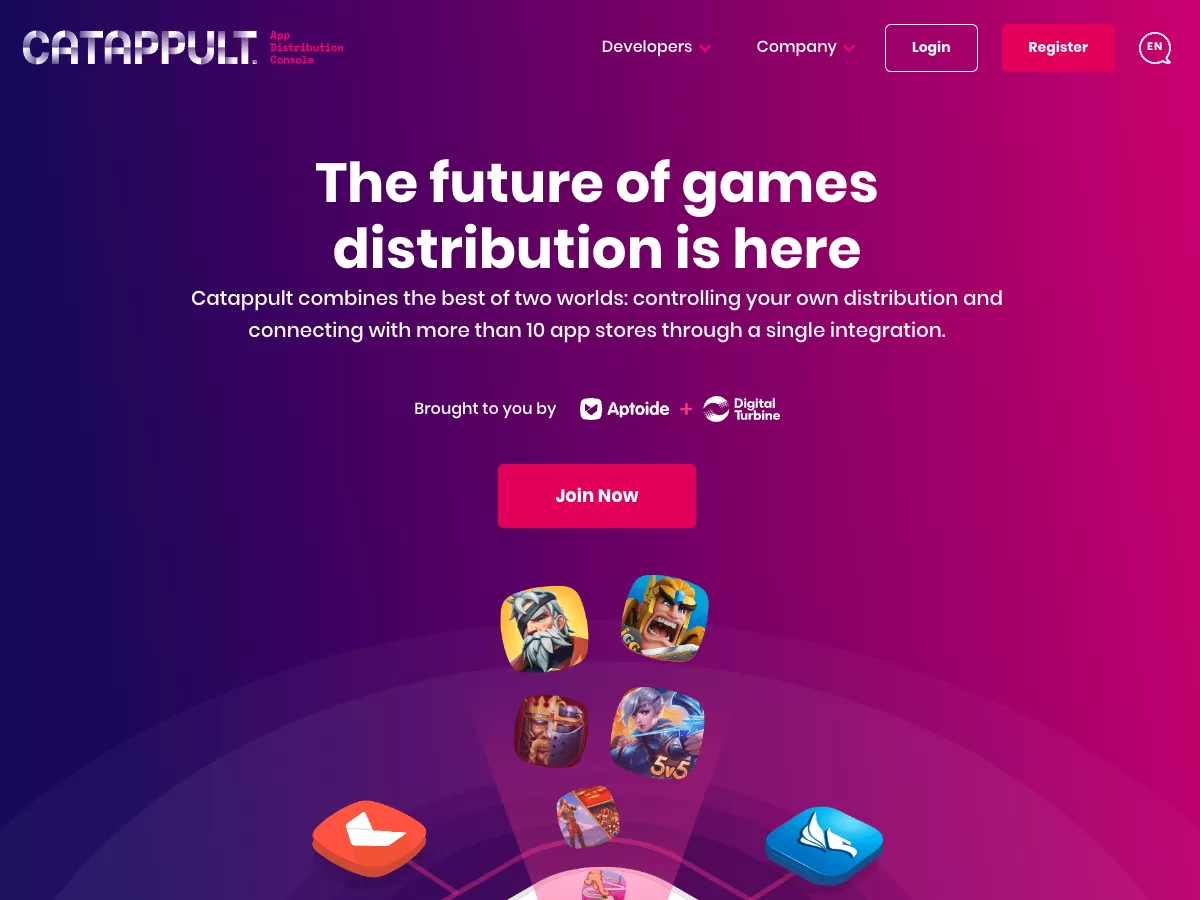 CATAPPULT.
App
Distribution
Console
Developers
Company
Login
Register
EN
The future of games
distribution is here
Catappult combines the best of two worlds: controlling your own distribution and
connecting with more than 10 app stores through a single integration.
Brought to you by
Aptoide
+
Digital
Turbine
Join Now
IGG
5v5